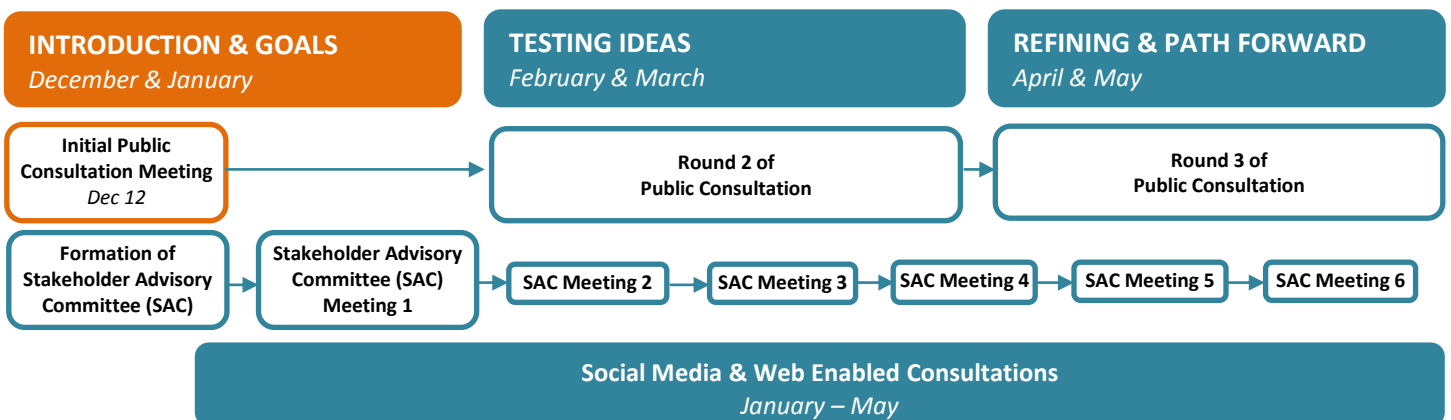 INTRODUCTION & GOALS
December & January
TESTING IDEAS
February & March
REFINING & PATH FORWARD
April & May
Initial Public
Consultation Meeting
Dec 12
Round 2 of
Public Consultation
Round 3 of
Public Consultation
Formation of
Stakeholder Advisory
Committee (SAC)
Stakeholder Advisory
Committee (SAC)
Meeting 1
SAC Meeting 2
SAC Meeting 3
SAC Meeting 4
SAC Meeting 5
SAC Meeting 6
Social Media & Web Enabled Consultations
January – May